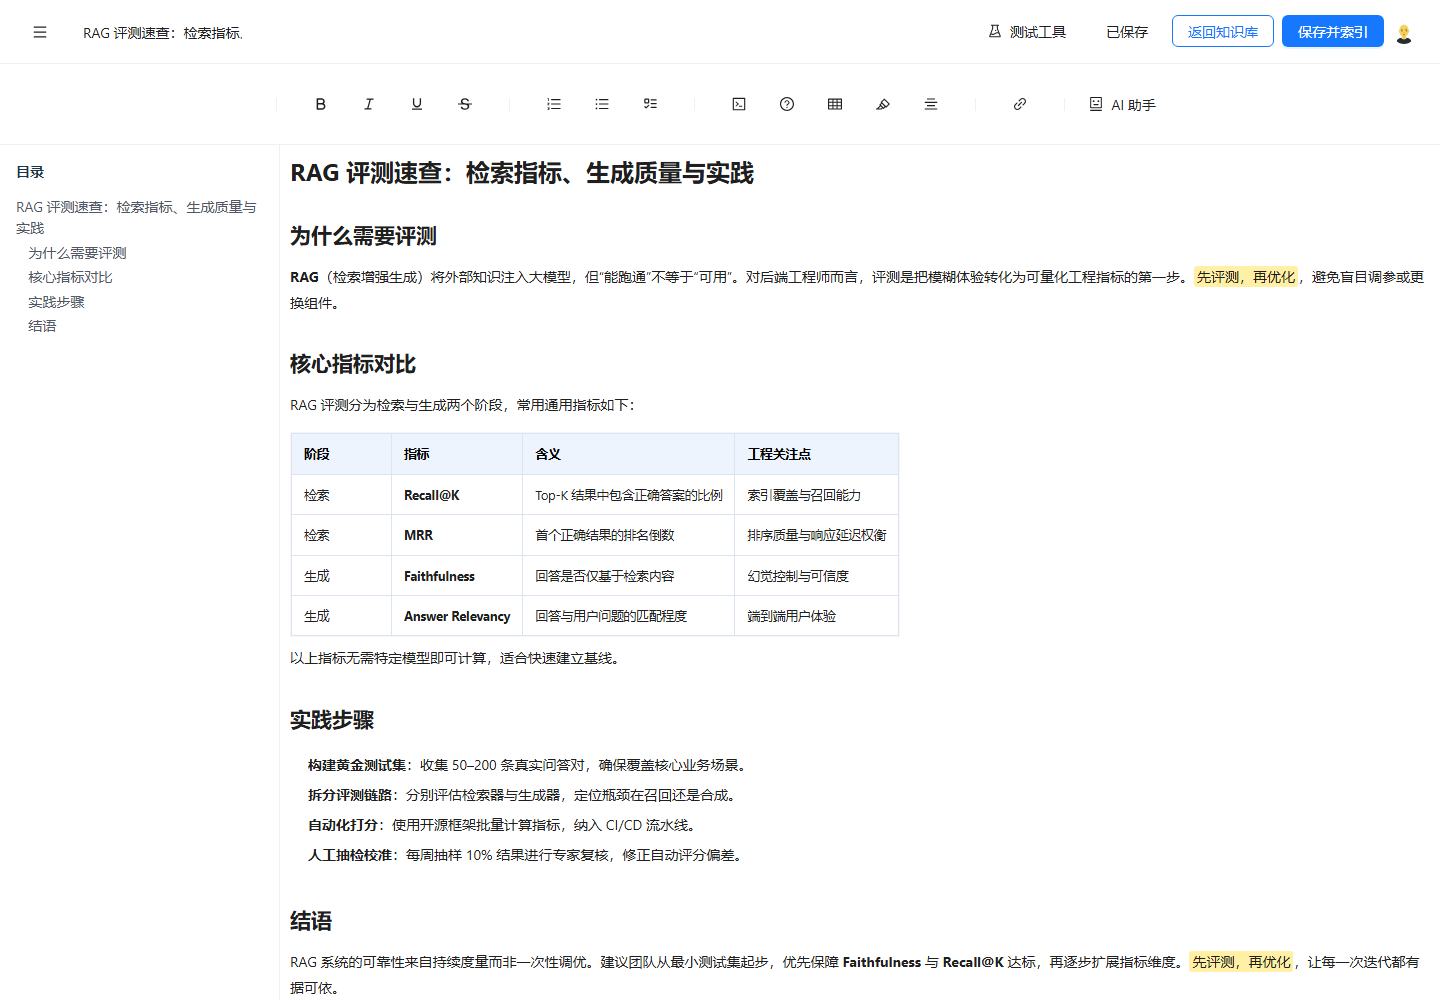 RAG 评测速查：检索指标.
测试工具
已保存
返回知识库
保存并索引
B I U S
AI 助手
目录
RAG 评测速查：检索指标、生成质量与
实践
为什么需要评测
核心指标对比
实践步骤
结语
RAG 评测速查：检索指标、生成质量与实践
为什么需要评测
RAG（检索增强生成）将外部知识注入大模型，但“能跑通”不等于“可用”。对后端工程师而言，评测是把模糊体验转化为可量化工程指标的第一步。先评测，再优化，避免盲目调参或更
换组件。
核心指标对比
RAG 评测分为检索与生成两个阶段，常用通用指标如下：
阶段 指标 含义 工程关注点
检索 Recall@K Top-K 结果中包含正确答案的比例 索引覆盖与召回能力
检索 MRR 首个正确结果的排名倒数 排序质量与响应延迟权衡
生成 Faithfulness 回答是否仅基于检索内容 幻觉控制与可信度
生成 Answer Relevancy 回答与用户问题的匹配程度 端到端用户体验
以上指标无需特定模型即可计算，适合快速建立基线。
实践步骤
构建黄金测试集：收集 50–200 条真实问答对，确保覆盖核心业务场景。
拆分评测链路：分别评估检索器与生成器，定位瓶颈在召回还是合成。
自动化打分：使用开源框架批量计算指标，纳入 CI/CD 流水线。
人工抽检校准：每周抽样 10% 结果进行专家复核，修正自动评分偏差。
结语
RAG 系统的可靠性来自持续度量而非一次性调优。建议团队从最小测试集起步，优先保障 Faithfulness 与 Recall@K 达标，再逐步扩展指标维度。先评测，再优化，让每一次迭代都有
据可依。